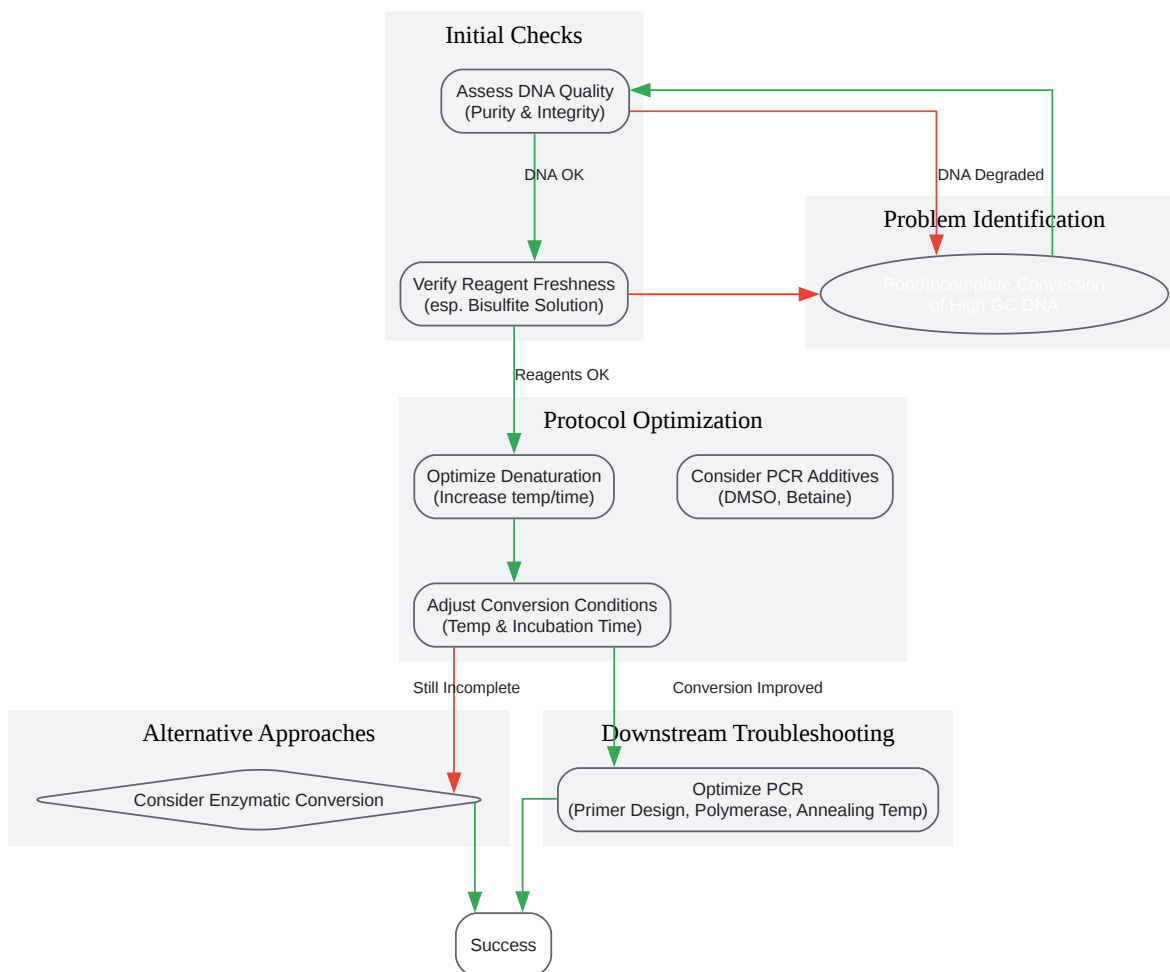 Initial Checks
Assess DNA Quality
(Purity & Integrity)
DNA OK
DNA Degraded
Problem Identification
Verify Reagent Freshness
(esp. Bisulfite Solution)
Poor/Incomplete Conversion
of High GC DNA
Reagents OK
Protocol Optimization
Optimize Denaturation
(Increase temp/time)
Consider PCR Additives
(DMSO, Betaine)
Adjust Conversion Conditions
(Temp & Incubation Time)
Still Incomplete
Conversion Improved
Alternative Approaches
Downstream Troubleshooting
Consider Enzymatic Conversion
Optimize PCR
(Primer Design, Polymerase, Annealing Temp)
Success